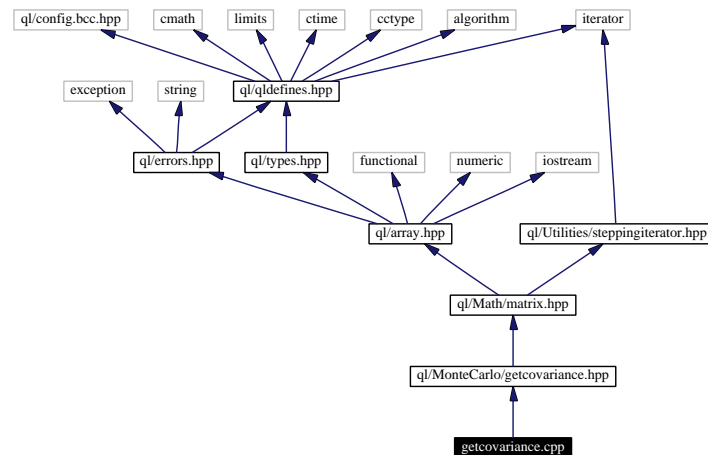 ql/config.bcc.hpp
cmath
limits
ctime
cctype
algorithm
iterator
exception
string
ql/qldefines.hpp
ql/errors.hpp
ql/types.hpp
functional
numeric
iostream
ql/array.hpp
ql/Utilities/steppingiterator.hpp
ql/Math/matrix.hpp
ql/MonteCarlo/getcovariance.hpp
getcovariance.cpp